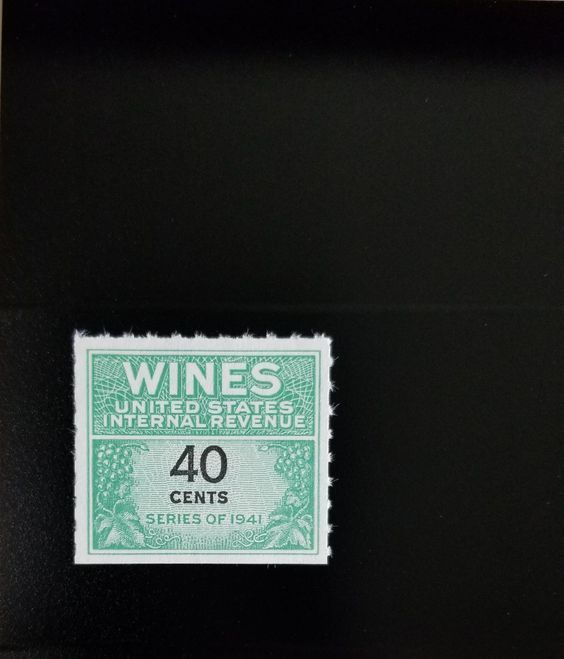 WINES
UNITED STATES
INTERNAL REVENUE
40
CENTS
SERIES OF 1941